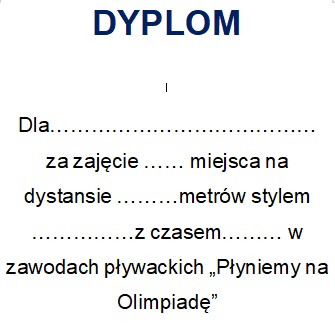 DYPLOM
I
Dla…………………………………
za zajęcie …… miejsca na
dystansie ………metrów stylem
……………z czasem……… w
zawodach pływackich „Płyniemy na
Olimpiadę”